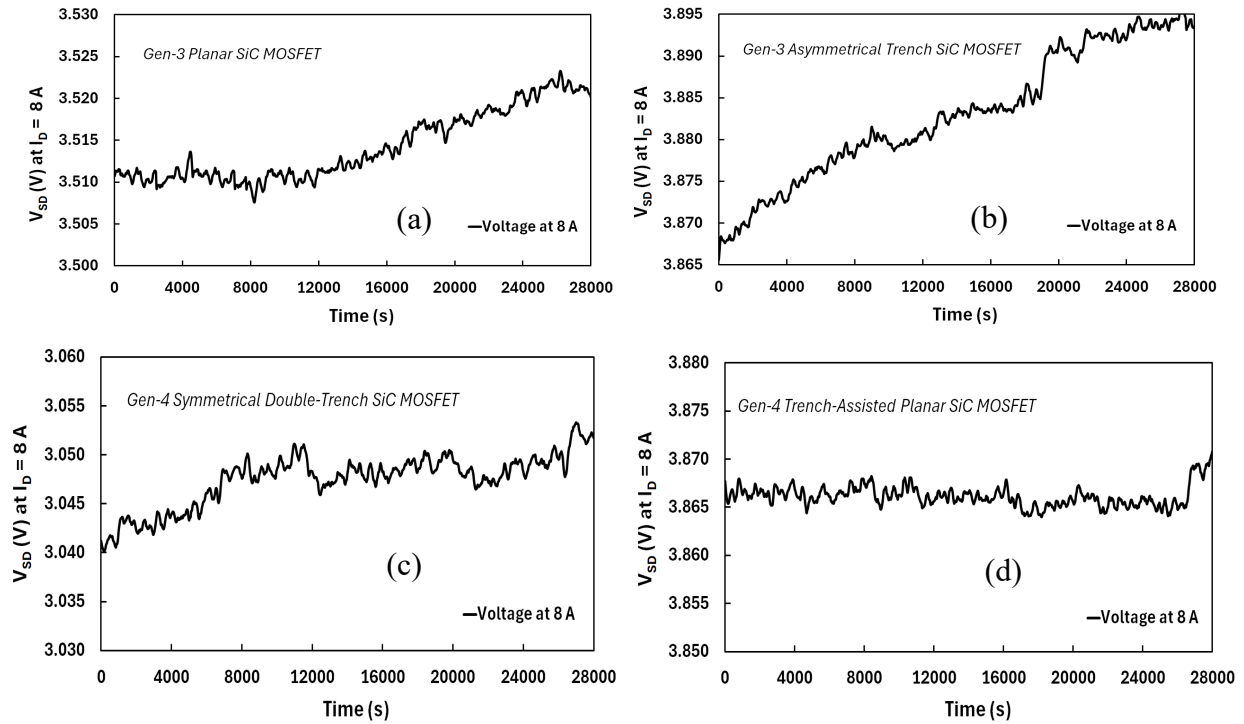 3.530
3.525
3.520
3.515
3.510
3.505
3.500
V_SD (V) at I_D = 8 A
Gen-3 Planar SiC MOSFET
(a)
Voltage at 8 A
0 4000 8000 12000 16000 20000 24000 28000
Time (s)
3.895
3.890
3.885
3.880
3.875
3.870
3.865
V_SD (V) at I_D = 8 A
Gen-3 Asymmetrical Trench SiC MOSFET
(b)
Voltage at 8 A
0 4000 8000 12000 16000 20000 24000 28000
Time (s)
3.060
3.055
3.050
3.045
3.040
3.035
3.030
V_SD (V) at I_D = 8 A
Gen-4 Symmetrical Double-Trench SiC MOSFET
(c)
Voltage at 8 A
0 4000 8000 12000 16000 20000 24000 28000
Time (s)
3.880
3.875
3.870
3.865
3.860
3.855
3.850
V_SD (V) at I_D = 8 A
Gen-4 Trench-Assisted Planar SiC MOSFET
(d)
Voltage at 8 A
0 4000 8000 12000 16000 20000 24000 28000
Time (s)